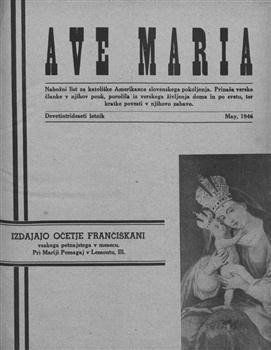 AVE MARIA
Nabožni list za katoliške Amerikance slovenskega pokoljenja. Prinaša verske
članke v njihov pouk, poročila iz verskega življenja doma in po svetu, ter
kratke povesti v njihovo zabavo.
Devetintrideseti letnik
May, 1946
IZDAJAJO OČETJE FRANČIŠKANI
vsakega petnajstega v mesecu.
Pri Mariji Pomagaj v Lemontu, Ill.